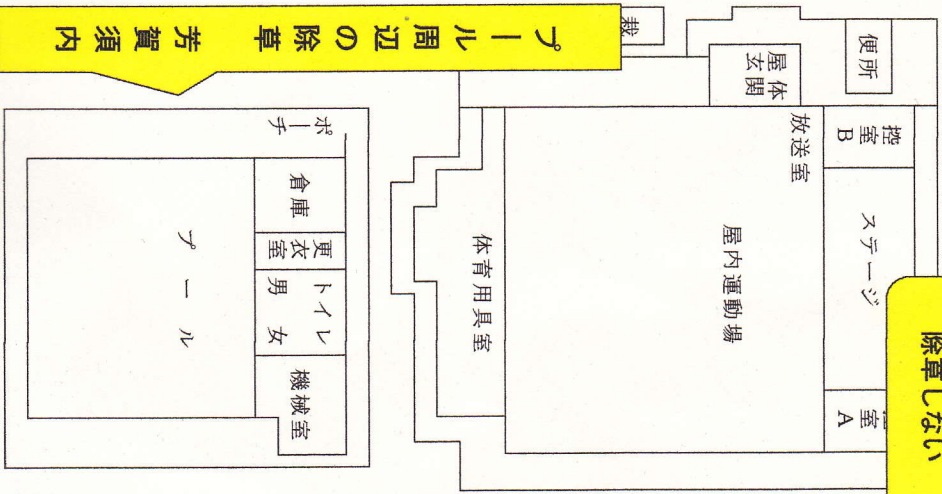 プール周辺の除草　芳賀須内
除草しない
栽
便所
屋体
玄関
控室
B
放送室
ステージ
屋内運動場
体育用具室
室
A
ポーチ
倉庫
更衣室
トイレ
男 女
機械室
プール